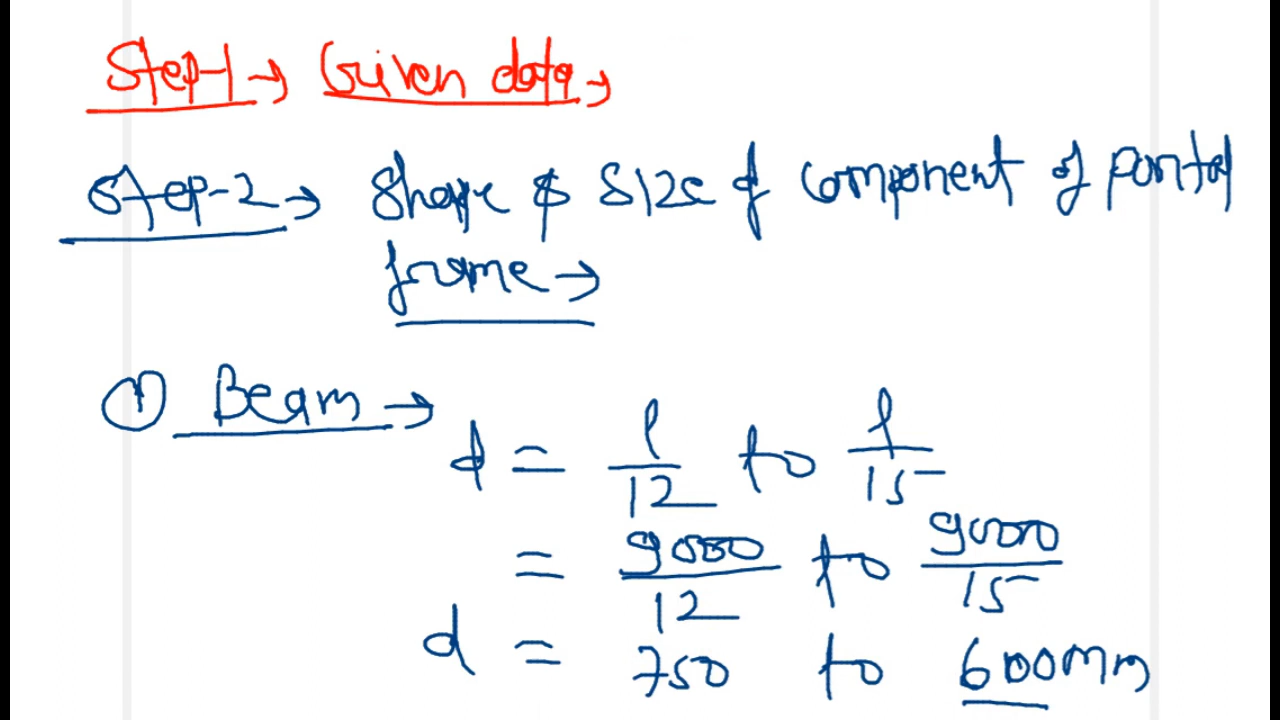 Step-1 → Given data →
Step-2 → Shape & Size of component of portal
frame →
① Beam →
d = l/12 to l/15
= 9000/12 to 9000/15
d = 750 to 600mm